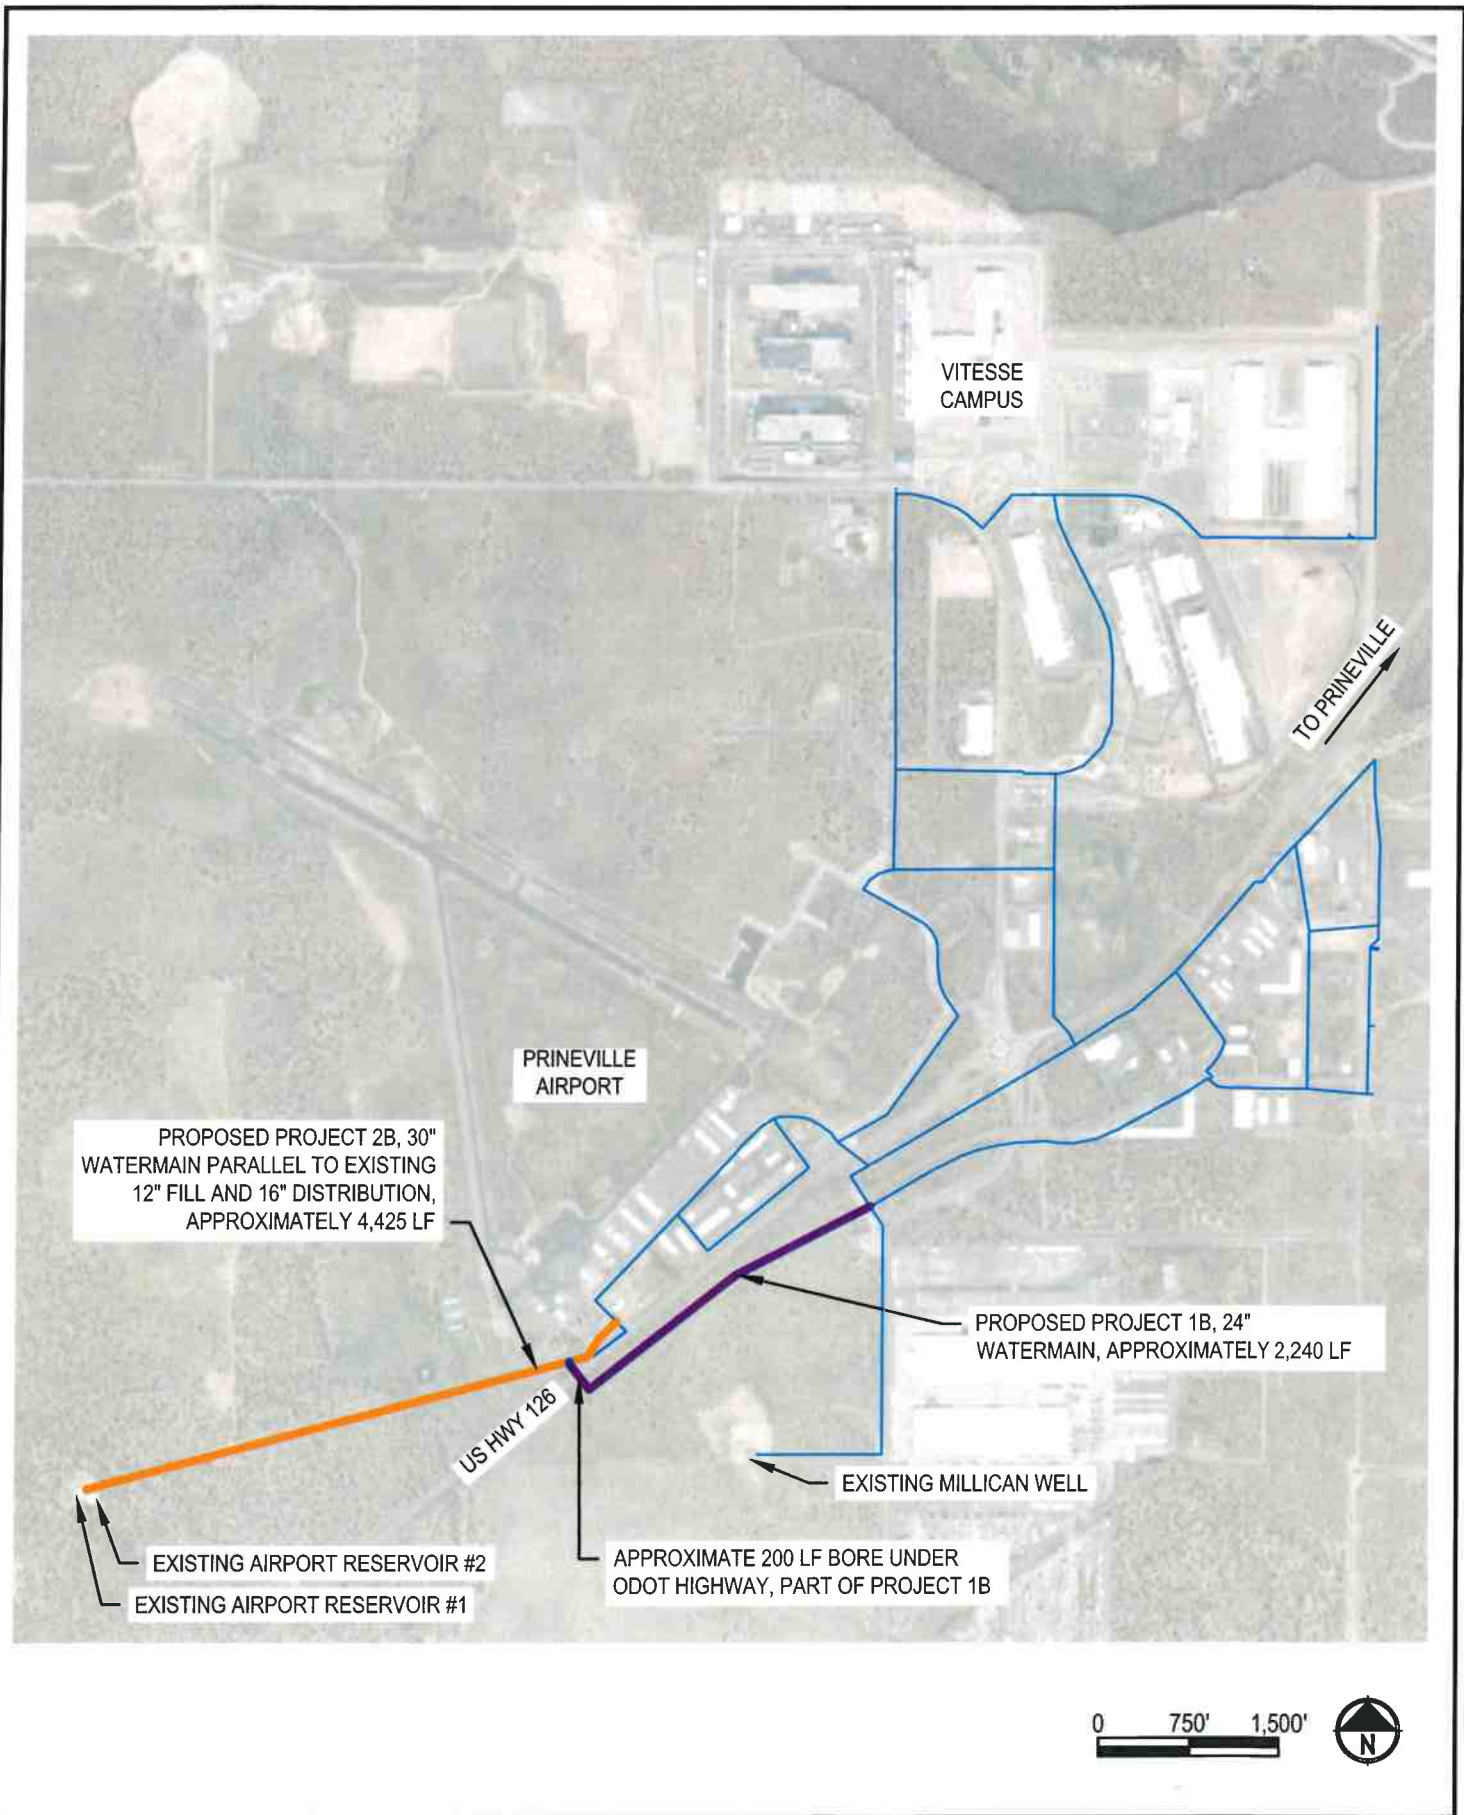 VITESSE
CAMPUS
TO PRINEVILLE
PRINEVILLE
AIRPORT
PROPOSED PROJECT 2B, 30"
WATERMAIN PARALLEL TO EXISTING
12" FILL AND 16" DISTRIBUTION,
APPROXIMATELY 4,425 LF
PROPOSED PROJECT 1B, 24"
WATERMAIN, APPROXIMATELY 2,240 LF
US HWY 126
EXISTING MILLICAN WELL
EXISTING AIRPORT RESERVOIR #2
EXISTING AIRPORT RESERVOIR #1
APPROXIMATE 200 LF BORE UNDER
ODOT HIGHWAY, PART OF PROJECT 1B
0 750' 1,500'
N